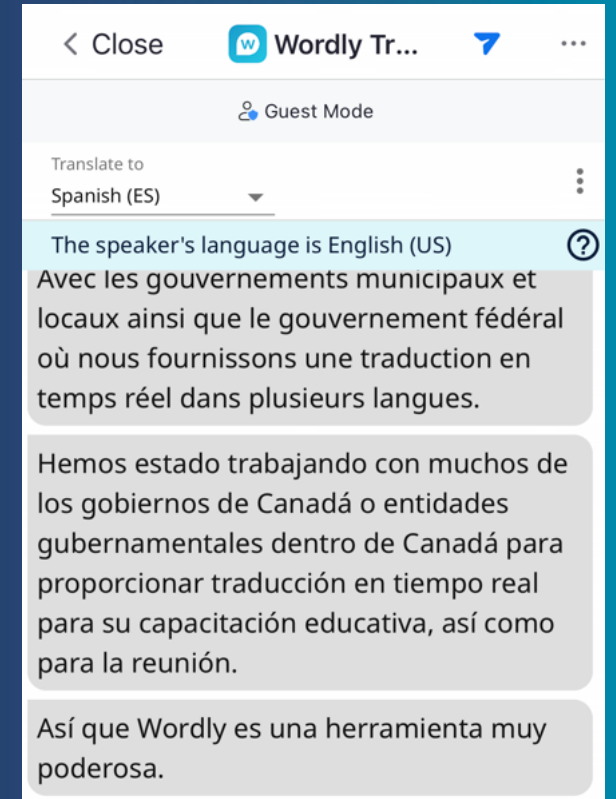 Close
Wordly Tr...
Guest Mode
Translate to
Spanish (ES)
The speaker's language is English (US)
Avec les gouvernements municipaux et
locaux ainsi que le gouvernement fédéral
où nous fournissons une traduction en
temps réel dans plusieurs langues.
Hemos estado trabajando con muchos de
los gobiernos de Canadá o entidades
gubernamentales dentro de Canadá para
proporcionar traducción en tiempo real
para su capacitación educativa, así como
para la reunión.
Así que Wordly es una herramienta muy
poderosa.